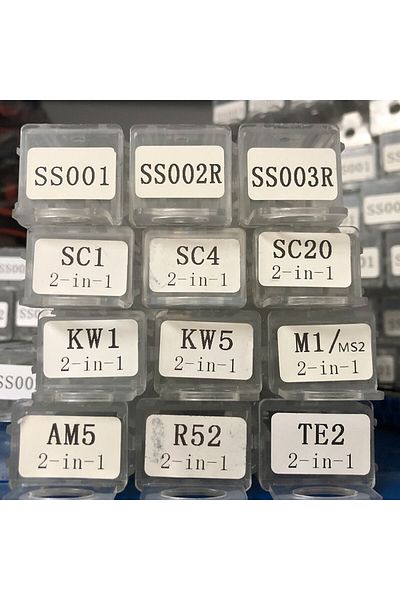 SS001
SS002R
SS003R
SC1
2-in-1
SC4
2-in-1
SC20
2-in-1
KW1
2-in-1
KW5
2-in-1
M1/MS2
2-in-1
AM5
2-in-1
R52
2-in-1
TE2
2-in-1